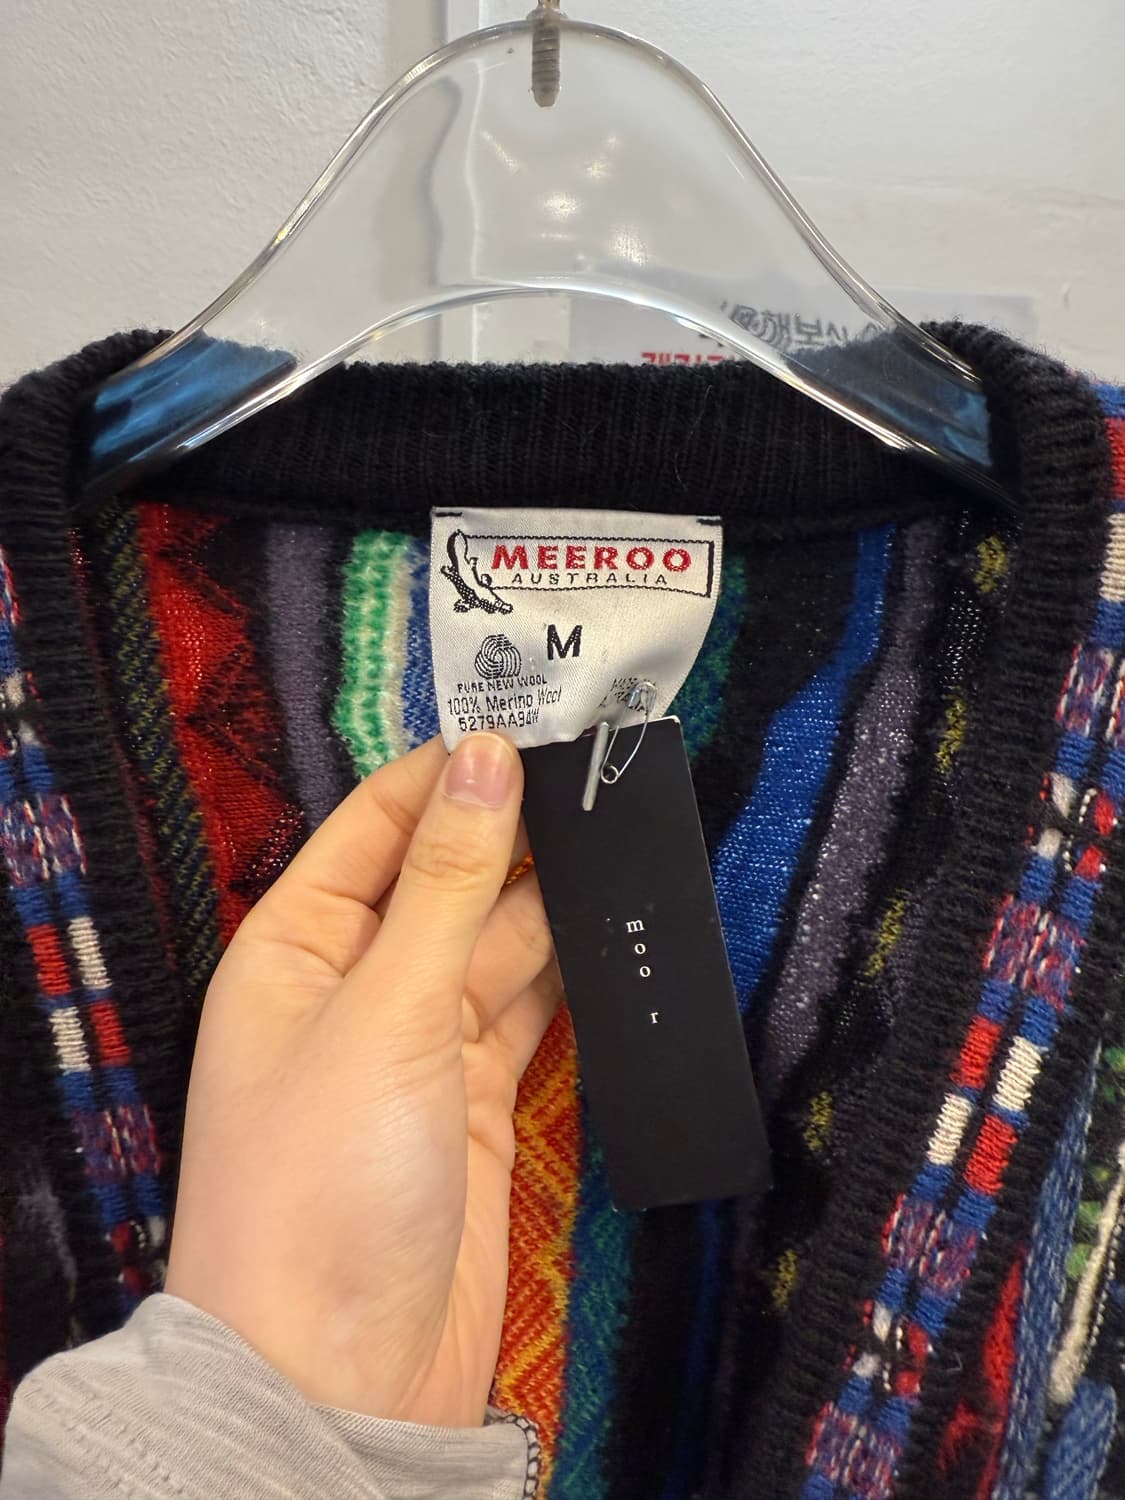 MEEROO
AUSTRALIA
M
PURE NEW WOOL
100% Merino Wool
5279AA94W
moo r